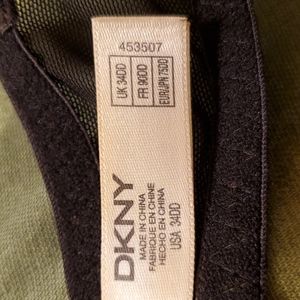 453507
UK 34DD
FR 90DD
EUR/JPN 75DD
DKNY
MADE IN CHINA
FABRIQUE EN CHINE
HECHO EN CHINA
USA 34DD